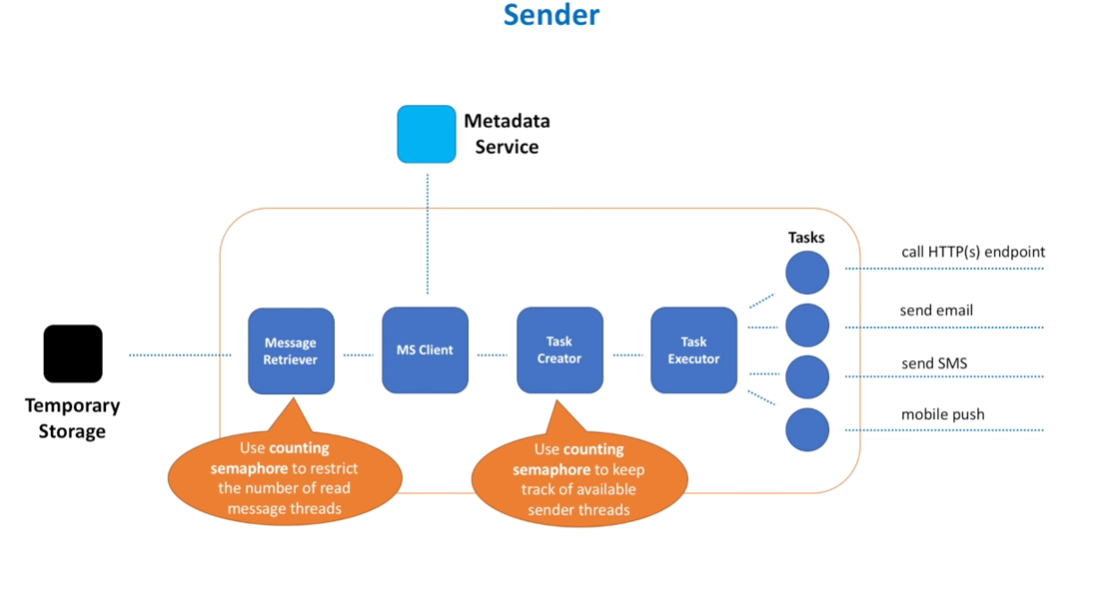 Sender
Metadata
Service
Tasks
call HTTP(s) endpoint
send email
send SMS
mobile push
Message
Retriever
MS Client
Task
Creator
Task
Executor
Temporary
Storage
Use counting
semaphore to restrict
the number of read
message threads
Use counting
semaphore to keep
track of available
sender threads